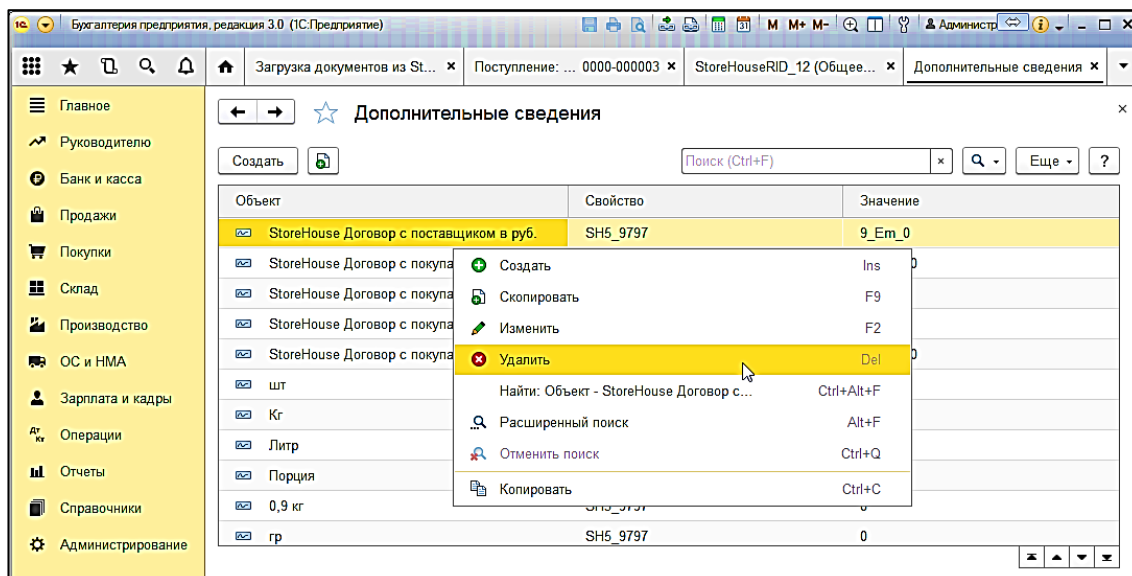 Бухгалтерия предприятия, редакция 3.0 (1С:Предприятие) M M+ M- Администр
Загрузка документов из St... × Поступление: ... 0000-000003 × StoreHouseRID_12 (Общее... × Дополнительные сведения ×
Главное
Руководителю
Банк и касса
Продажи
Покупки
Склад
Производство
ОС и НМА
Зарплата и кадры
Операции
Отчеты
Справочники
Администрирование
Дополнительные сведения
Создать Поиск (Ctrl+F) × Еще ?
Объект Свойство Значение
StoreHouse Договор с поставщиком в руб. SH5_9797 9_Em_0
StoreHouse Договор с покупа
StoreHouse Договор с покупа
StoreHouse Договор с покупа
StoreHouse Договор с покупа
шт
Кг
Литр
Порция
0,9 кг
гр SH5_9797 0
Создать Ins
Скопировать F9
Изменить F2
Удалить Del
Найти: Объект - StoreHouse Договор с... Ctrl+Alt+F
Расширенный поиск Alt+F
Отменить поиск Ctrl+Q
Копировать Ctrl+C